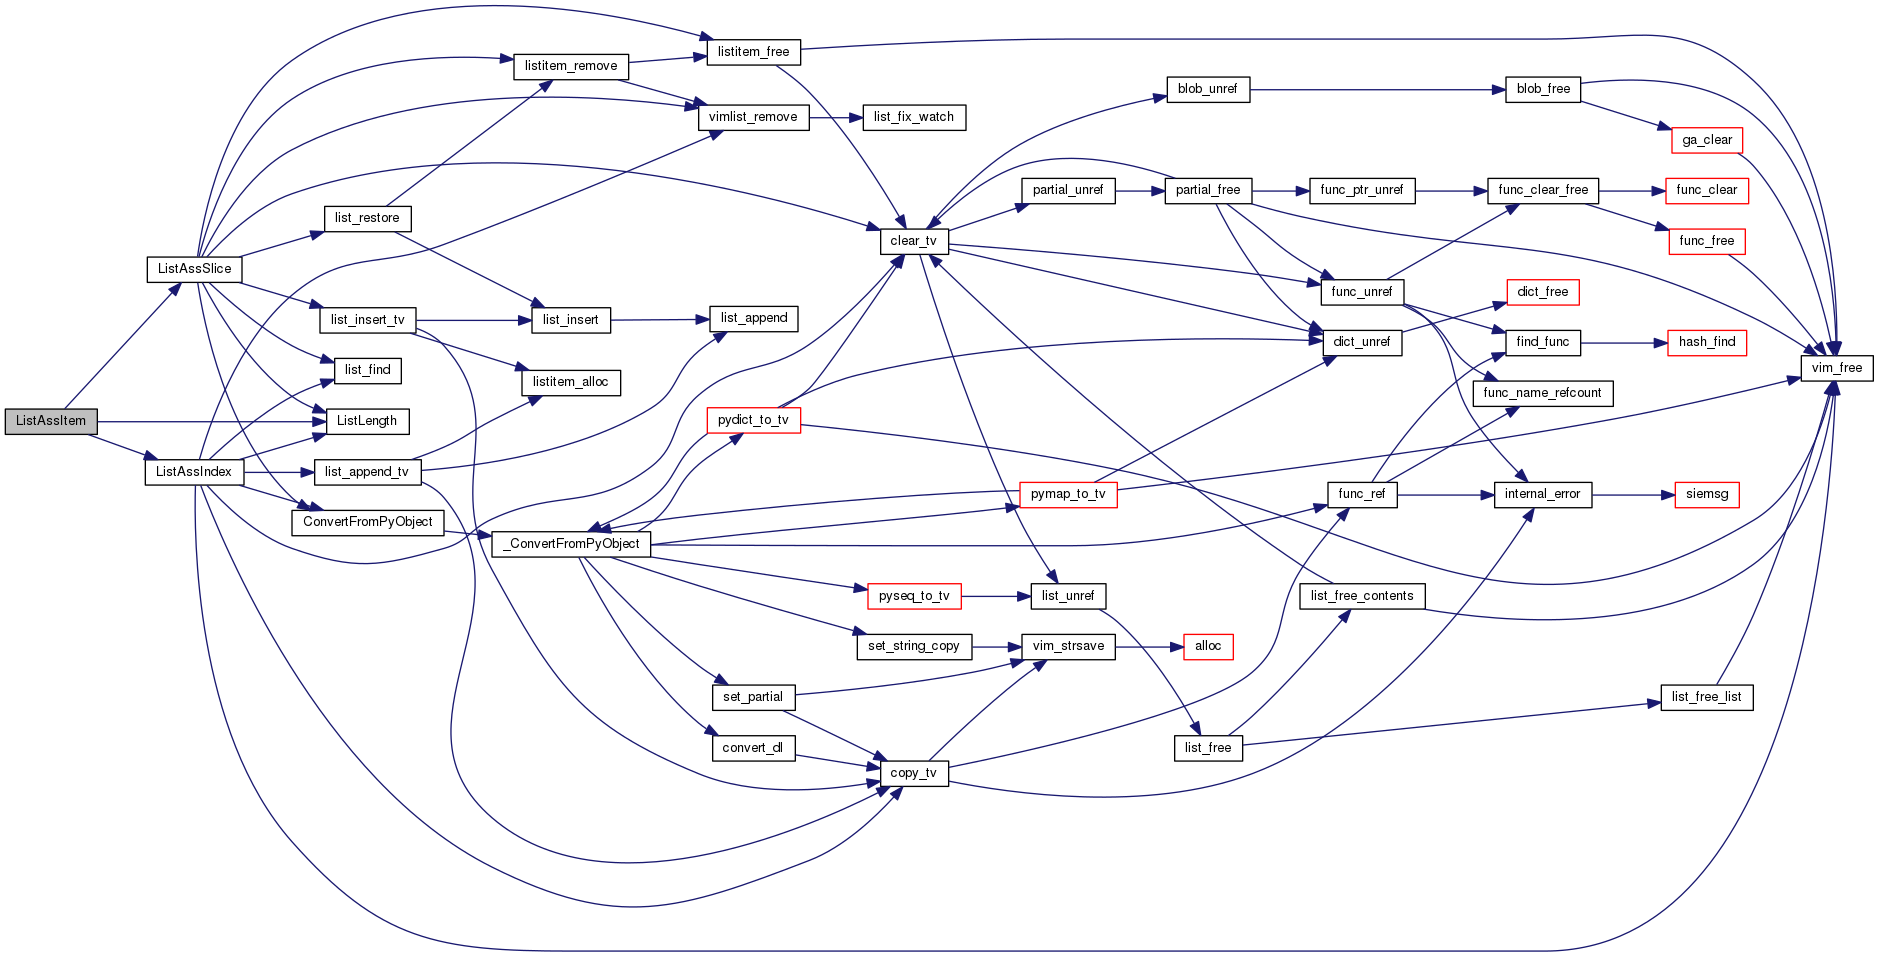 ListAssItem
ListAssSlice
ListAssIndex
list_restore
list_insert_tv
list_find
ListLength
list_append_tv
ConvertFromPyObject
listitem_remove
list_insert
listitem_alloc
_ConvertFromPyObject
listitem_free
vimlist_remove
list_append
pydict_to_tv
set_partial
convert_dl
list_fix_watch
clear_tv
pyseq_to_tv
set_string_copy
copy_tv
partial_unref
pymap_to_tv
list_unref
vim_strsave
blob_unref
partial_free
alloc
list_free
func_ptr_unref
func_unref
dict_unref
func_ref
list_free_contents
blob_free
func_clear_free
dict_free
find_func
func_name_refcount
internal_error
ga_clear
func_clear
func_free
hash_find
siemsg
list_free_list
vim_free